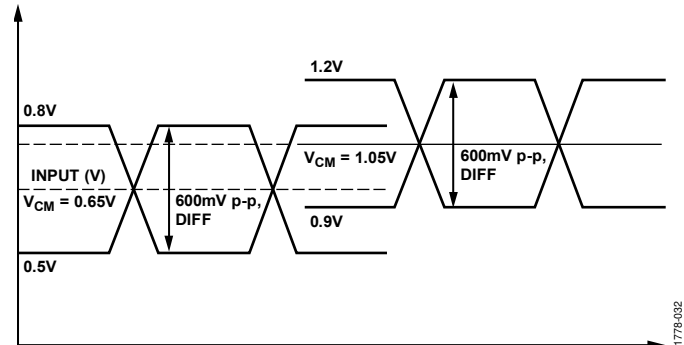 1.2V
0.8V
V_CM = 1.05V
600mV p-p,
DIFF
INPUT (V)
V_CM = 0.65V
600mV p-p,
DIFF
0.9V
0.5V
1778-032